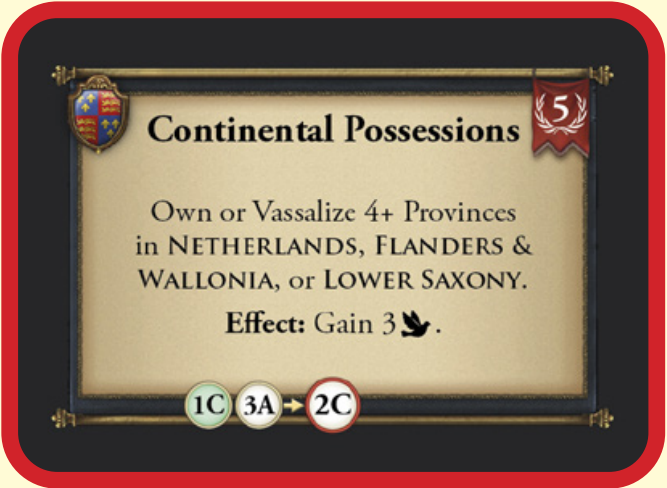 Continental Possessions
5
Own or Vassalize 4+ Provinces
in NETHERLANDS, FLANDERS &
WALLONIA, or LOWER SAXONY.
Effect: Gain 3 .
1C 3A 2C